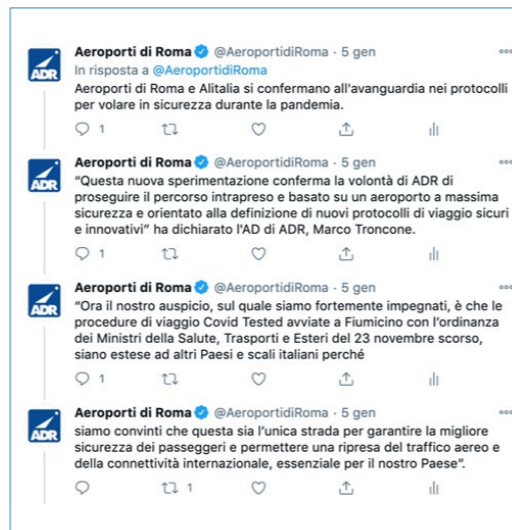 ADR
Aeroporti di Roma @AeroportidiRoma · 5 gen
In risposta a @AeroportidiRoma
Aeroporti di Roma e Alitalia si confermano all'avanguardia nei protocolli
per volare in sicurezza durante la pandemia.
1
ADR
Aeroporti di Roma @AeroportidiRoma · 5 gen
“Questa nuova sperimentazione conferma la volontà di ADR di
proseguire il percorso intrapreso e basato su un aeroporto a massima
sicurezza e orientato alla definizione di nuovi protocolli di viaggio sicuri
e innovativi” ha dichiarato l'AD di ADR, Marco Troncone.
1
ADR
Aeroporti di Roma @AeroportidiRoma · 5 gen
“Ora il nostro auspicio, sul quale siamo fortemente impegnati, è che le
procedure di viaggio Covid Tested avviate a Fiumicino con l'ordinanza
dei Ministri della Salute, Trasporti e Esteri del 23 novembre scorso,
siano estese ad altri Paesi e scali italiani perché
1
ADR
Aeroporti di Roma @AeroportidiRoma · 5 gen
siamo convinti che questa sia l'unica strada per garantire la migliore
sicurezza dei passeggeri e permettere una ripresa del traffico aereo e
della connettività internazionale, essenziale per il nostro Paese”.
1